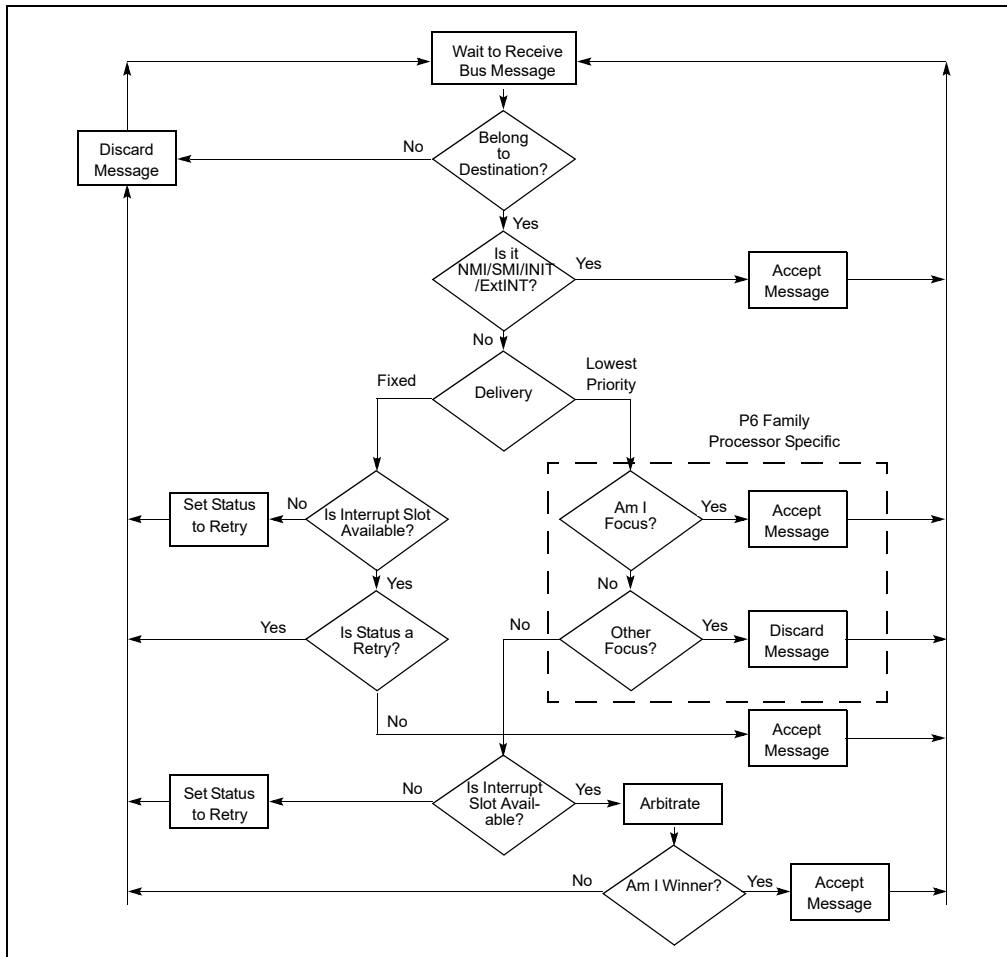 Wait to Receive
Bus Message
Belong
to
Destination?
No
Discard
Message
Yes
Is it
NMI/SMI/INIT
/ExtINT?
Yes
Accept
Message
No
Delivery
Fixed
Lowest
Priority
P6 Family
Processor Specific
Set Status
to Retry
No
Is Interrupt Slot
Available?
Am I
Focus?
Yes
Accept
Message
Yes
No
Yes
Is Status a
Retry?
No
Other
Focus?
Yes
Discard
Message
No
Accept
Message
Set Status
to Retry
No
Is Interrupt
Slot Avail-
able?
Yes
Arbitrate
No
Am I Winner?
Yes
Accept
Message